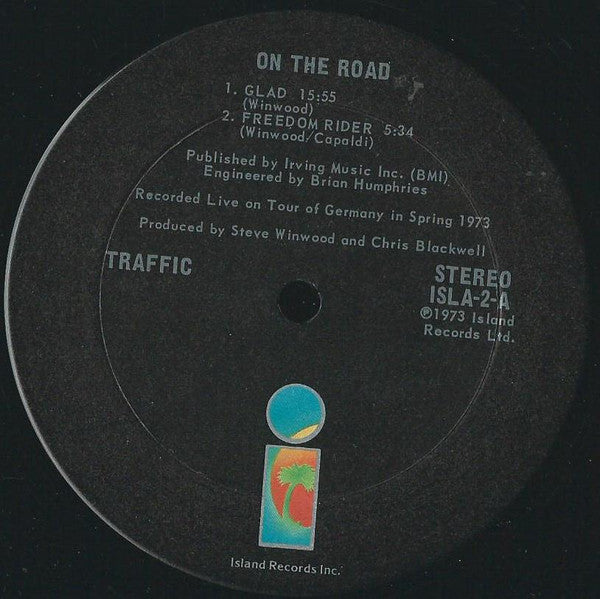 ON THE ROAD
1. GLAD 15:55
(Winwood)
2. FREEDOM RIDER 5:34
(Winwood/Capaldi)
Published by Irving Music Inc. (BMI)
Engineered by Brian Humphries
Recorded Live on Tour of Germany in Spring 1973
Produced by Steve Winwood and Chris Blackwell
TRAFFIC
STEREO
ISLA-2-A
℗1973 Island
Records Ltd.
i
Island Records Inc.